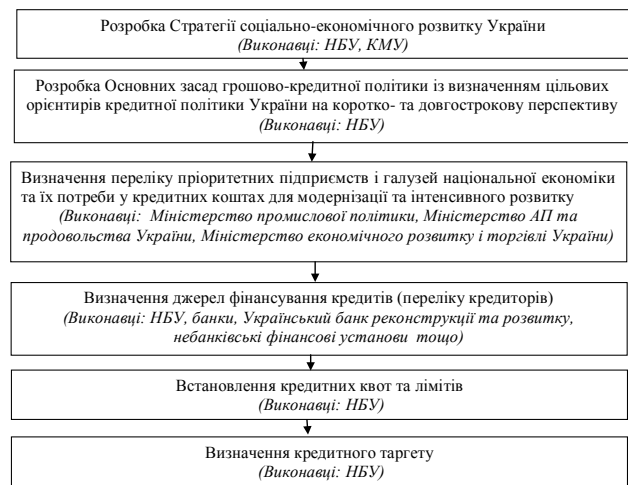 Розробка Стратегії соціально-економічного розвитку України
(Виконавці: НБУ, КМУ)
Розробка Основних засад грошово-кредитної політики із визначенням цільових
орієнтирів кредитної політики України на коротко- та довгострокову перспективу
(Виконавці: НБУ)
Визначення переліку пріоритетних підприємств і галузей національної економіки
та їх потреби у кредитних коштах для модернізації та інтенсивного розвитку
(Виконавці: Міністерство промислової політики, Міністерство АП та
продовольства України, Міністерство економічного розвитку і торгівлі України)
Визначення джерел фінансування кредитів (переліку кредиторів)
(Виконавці: НБУ, банки, Український банк реконструкції та розвитку,
небанківські фінансові установи тощо)
Встановлення кредитних квот та лімітів
(Виконавці: НБУ)
Визначення кредитного таргету
(Виконавці: НБУ)